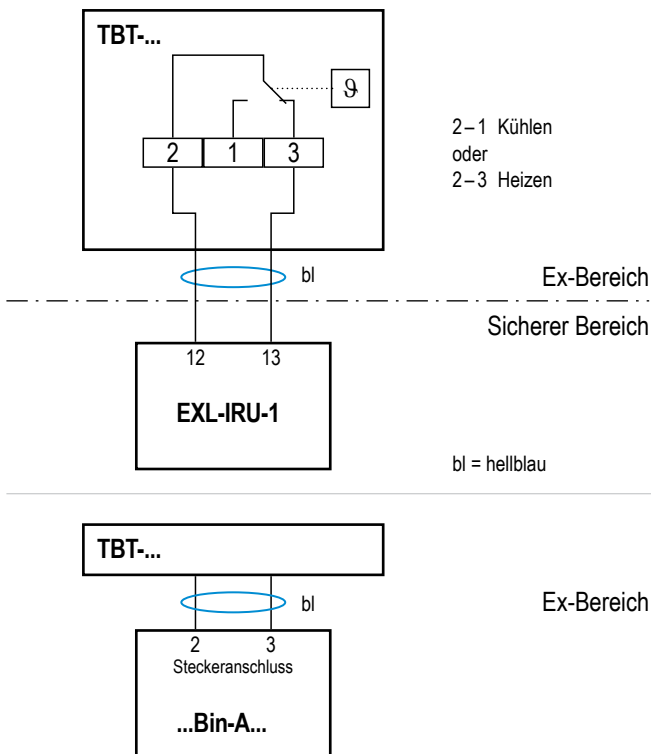 TBT-...
ϑ
2 1 3
2–1 Kühlen
oder
2–3 Heizen
bl
Ex-Bereich
Sicherer Bereich
12 13
EXL-IRU-1
bl = hellblau
TBT-...
bl
Ex-Bereich
2 3
Steckeranschluss
...Bin-A...